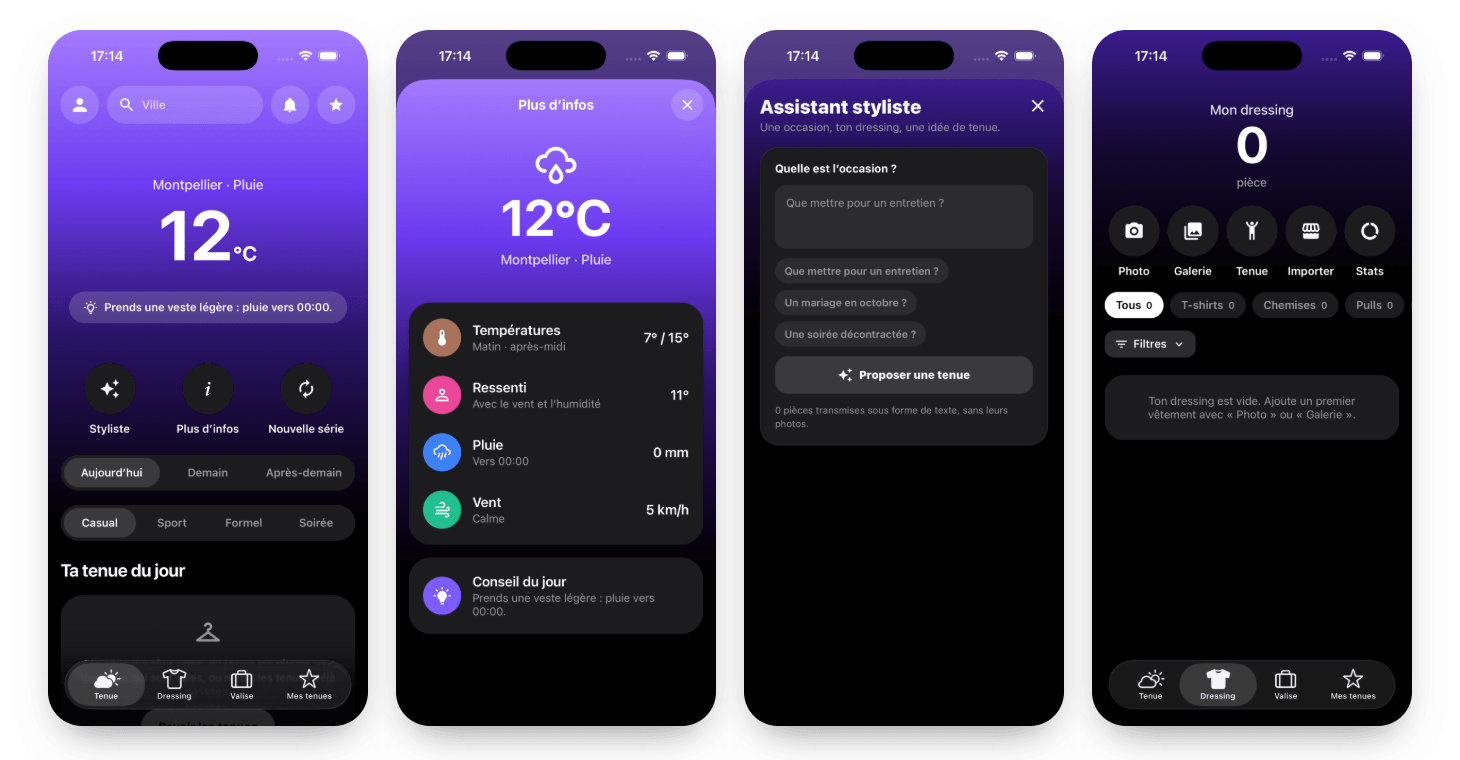 17:14
Ville
Montpellier · Pluie
12°C
Prends une veste légère : pluie vers 00:00.
Styliste
Plus d’infos
Nouvelle série
Aujourd’hui
Demain
Après-demain
Casual
Sport
Formel
Soirée
Ta tenue du jour
Tenue
Dressing
Valise
Mes tenues
17:14
Plus d’infos
12°C
Montpellier · Pluie
Températures
Matin · après-midi
7° / 15°
Ressenti
Avec le vent et l’humidité
11°
Pluie
Vers 00:00
0 mm
Vent
Calme
5 km/h
Conseil du jour
Prends une veste légère : pluie vers
00:00.
17:14
Assistant styliste
Une occasion, ton dressing, une idée de tenue.
Quelle est l’occasion ?
Que mettre pour un entretien ?
Que mettre pour un entretien ?
Un mariage en octobre ?
Une soirée décontractée ?
Proposer une tenue
0 pièces transmises sous forme de texte, sans leurs
photos.
17:14
Mon dressing
0
pièce
Photo
Galerie
Tenue
Importer
Stats
Tous 0
T-shirts 0
Chemises 0
Pulls 0
Filtres
Ton dressing est vide. Ajoute un premier
vêtement avec « Photo » ou « Galerie ».
Tenue
Dressing
Valise
Mes tenues